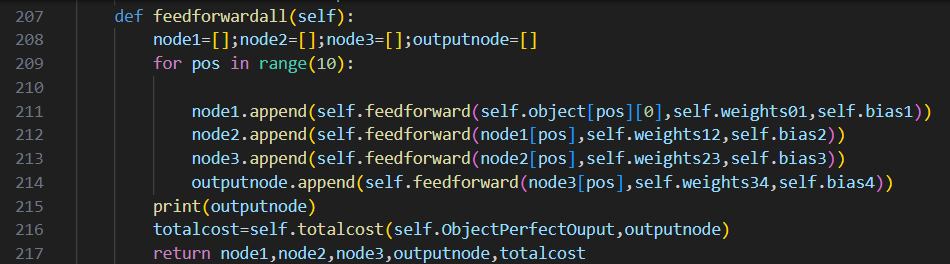 207 def feedforwardall(self):
208 node1=[];node2=[];node3=[];outputnode=[]
209 for pos in range(10):
210
211 node1.append(self.feedforward(self.object[pos][0],self.weights01,self.bias1))
212 node2.append(self.feedforward(node1[pos],self.weights12,self.bias2))
213 node3.append(self.feedforward(node2[pos],self.weights23,self.bias3))
214 outputnode.append(self.feedforward(node3[pos],self.weights34,self.bias4))
215 print(outputnode)
216 totalcost=self.totalcost(self.ObjectPerfectOuput,outputnode)
217 return node1,node2,node3,outputnode,totalcost